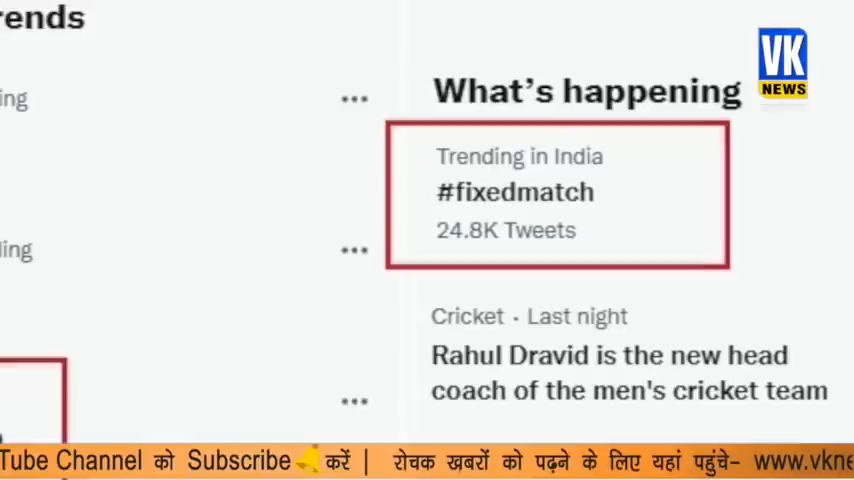 rends
What's happening
VK
NEWS
ing
Trending in India
#fixedmatch
24.8K Tweets
ling
Cricket · Last night
Rahul Dravid is the new head
coach of the men's cricket team
Tube Channel को Subscribe करें | रोचक ख़बरों को पढ़ने के लिए यहां पहुंचे- www.vkne